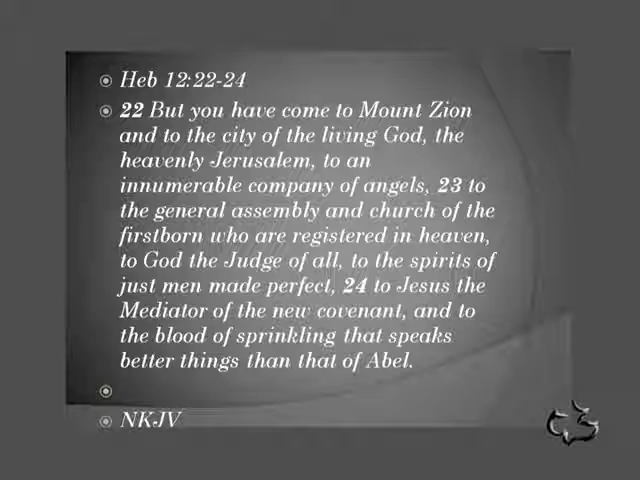 Heb 12:22-24
22 But you have come to Mount Zion
and to the city of the living God, the
heavenly Jerusalem, to an
innumerable company of angels, 23 to
the general assembly and church of the
firstborn who are registered in heaven,
to God the Judge of all, to the spirits of
just men made perfect, 24 to Jesus the
Mediator of the new covenant, and to
the blood of sprinkling that speaks
better things than that of Abel.
NKJV